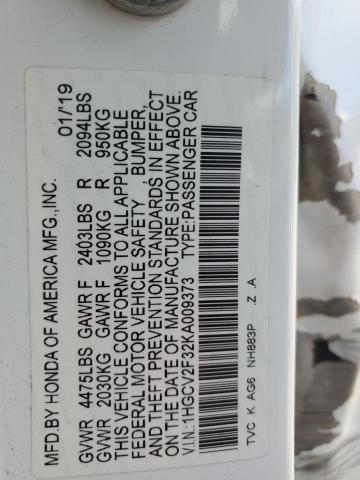 MFD.BY HONDA OF AMERICA MFG.,INC. 01/19
GVWR 4475LBS GAWR F 2403LBS R 2094LBS
GVWR 2030KG GAWR F 1090KG R 950KG
THIS VEHICLE CONFORMS TO ALL APPLICABLE
FEDERAL MOTOR VEHICLE SAFETY BUMPER,
AND THEFT PREVENTION STANDARDS IN EFFECT
ON THE DATE OF MANUFACTURE SHOWN ABOVE.
V.I.N.:1HGCV2F32KA009373 TYPE:PASSENGER CAR
TVC K AG6 NH883P .Z .A